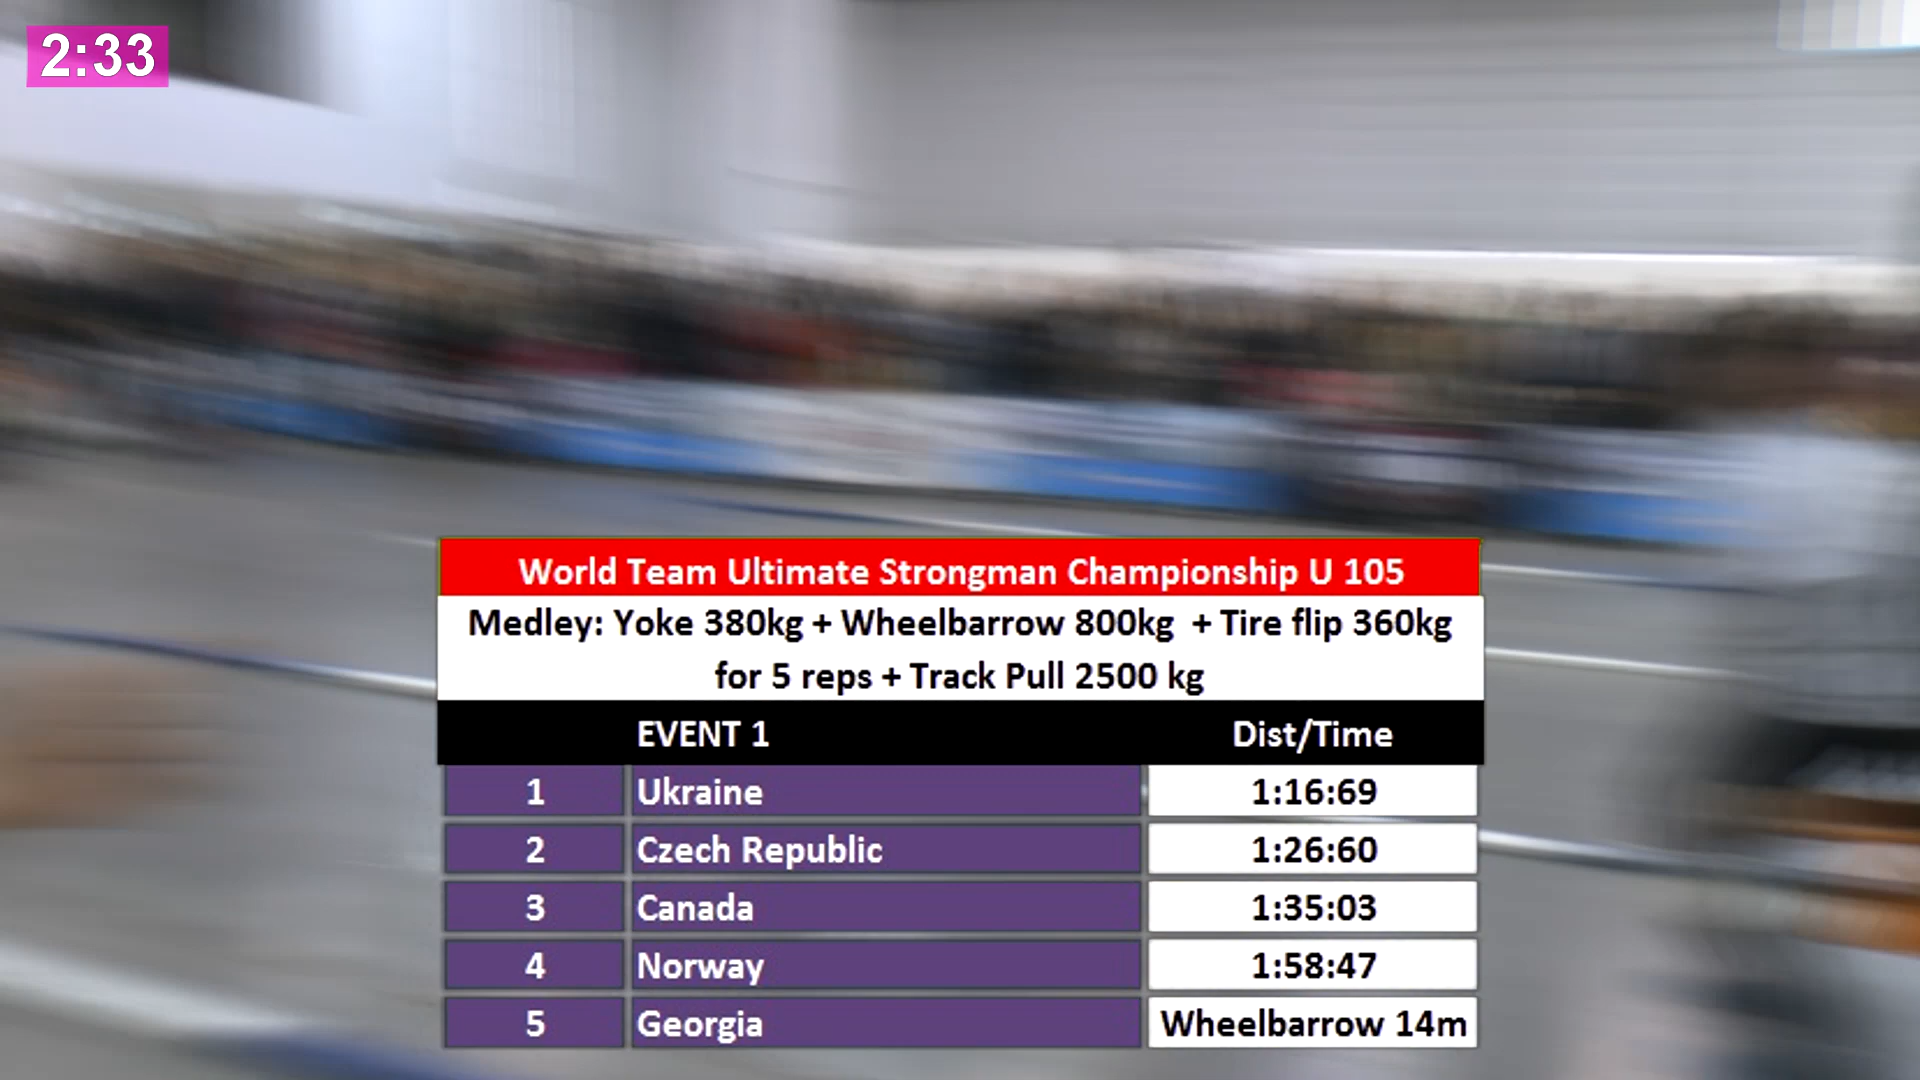 2:33
World Team Ultimate Strongman Championship U 105
Medley: Yoke 380kg + Wheelbarrow 800kg + Tire flip 360kg
for 5 reps + Track Pull 2500 kg
EVENT 1 Dist/Time
1 Ukraine 1:16:69
2 Czech Republic 1:26:60
3 Canada 1:35:03
4 Norway 1:58:47
5 Georgia Wheelbarrow 14m